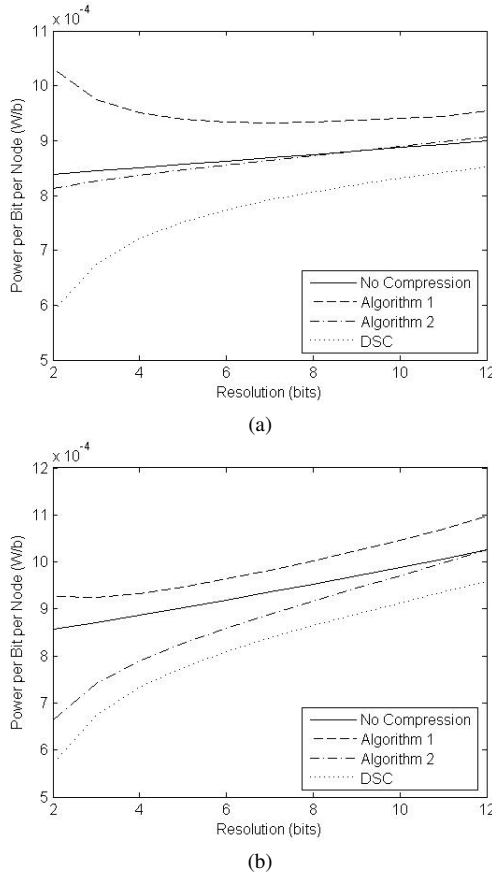 x 10^-4
11
10
9
8
7
6
5
Power per Bit per Node (W/b)
2 4 6 8 10 12
Resolution (bits)
No Compression
Algorithm 1
Algorithm 2
DSC
(a)
x 10^-4
12
11
10
9
8
7
6
5
Power per Bit per Node (W/b)
2 4 6 8 10 12
Resolution (bits)
No Compression
Algorithm 1
Algorithm 2
DSC
(b)